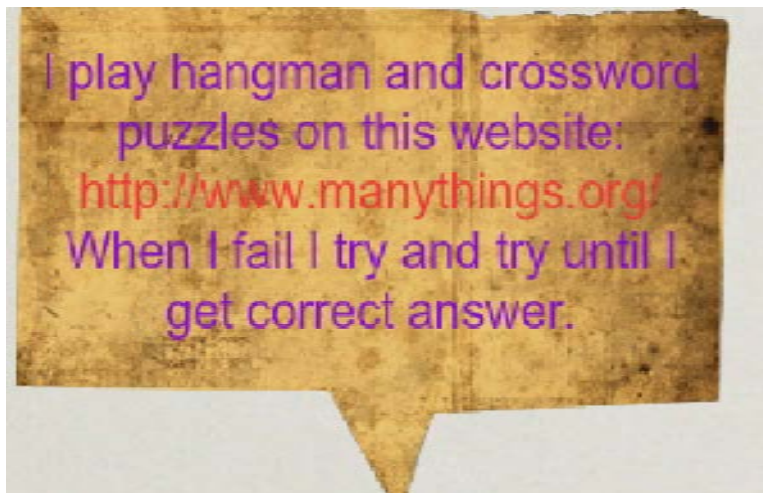 I play hangman and crossword
puzzles on this website:
http://www.manythings.org/
When I fail I try and try until I
get correct answer.